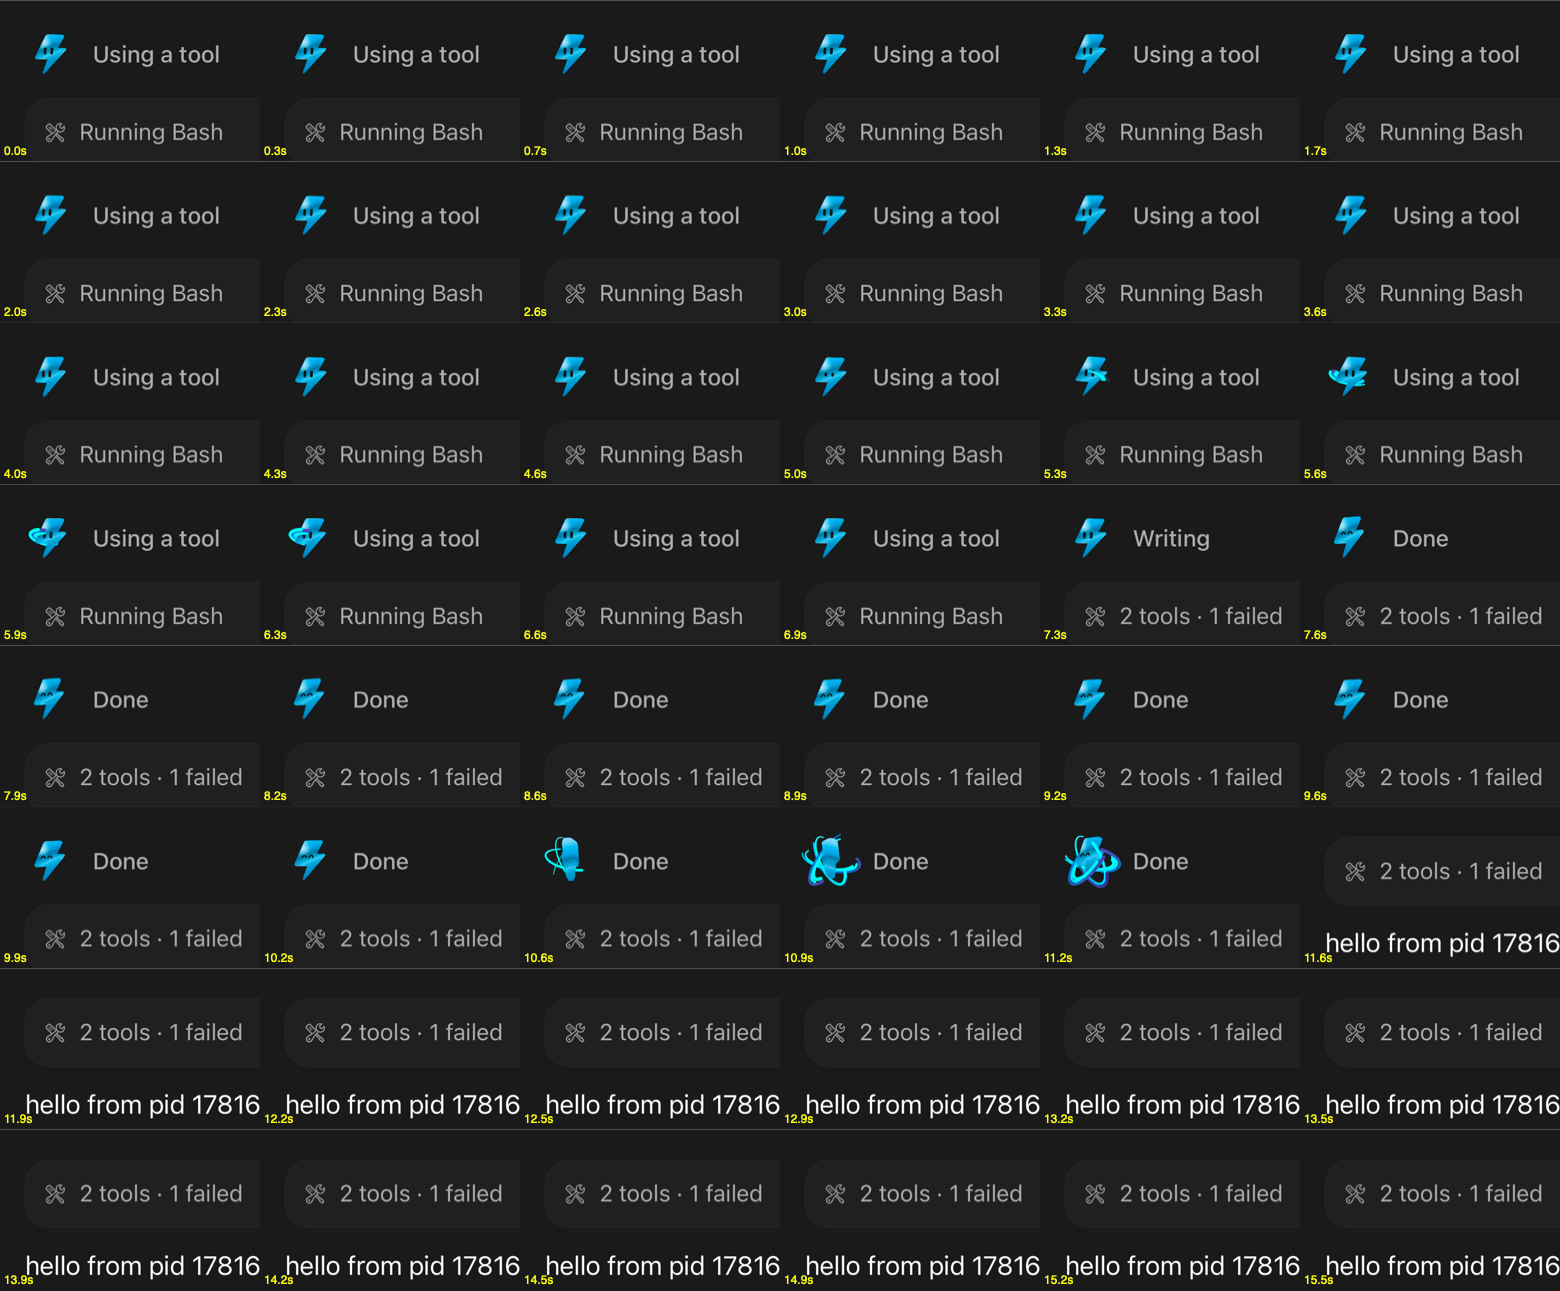 Using a tool Using a tool Using a tool Using a tool Using a tool Using a tool
Running Bash Running Bash Running Bash Running Bash Running Bash Running Bash
0.0s 0.3s 0.7s 1.0s 1.3s 1.7s
Using a tool Using a tool Using a tool Using a tool Using a tool Using a tool
Running Bash Running Bash Running Bash Running Bash Running Bash Running Bash
2.0s 2.3s 2.6s 3.0s 3.3s 3.6s
Using a tool Using a tool Using a tool Using a tool Using a tool Using a tool
Running Bash Running Bash Running Bash Running Bash Running Bash Running Bash
4.0s 4.3s 4.6s 5.0s 5.3s 5.6s
Using a tool Using a tool Using a tool Using a tool Writing Done
Running Bash Running Bash Running Bash Running Bash 2 tools · 1 failed 2 tools · 1 failed
5.9s 6.3s 6.6s 6.9s 7.3s 7.6s
Done Done Done Done Done Done
2 tools · 1 failed 2 tools · 1 failed 2 tools · 1 failed 2 tools · 1 failed 2 tools · 1 failed 2 tools · 1 failed
7.9s 8.2s 8.6s 8.9s 9.2s 9.6s
Done Done Done Done Done 2 tools · 1 failed
2 tools · 1 failed 2 tools · 1 failed 2 tools · 1 failed 2 tools · 1 failed 2 tools · 1 failed hello from pid 17816
9.9s 10.2s 10.6s 10.9s 11.2s 11.6s
2 tools · 1 failed 2 tools · 1 failed 2 tools · 1 failed 2 tools · 1 failed 2 tools · 1 failed 2 tools · 1 failed
hello from pid 17816 hello from pid 17816 hello from pid 17816 hello from pid 17816 hello from pid 17816 hello from pid 17816
11.9s 12.2s 12.5s 12.9s 13.2s 13.5s
2 tools · 1 failed 2 tools · 1 failed 2 tools · 1 failed 2 tools · 1 failed 2 tools · 1 failed 2 tools · 1 failed
hello from pid 17816 hello from pid 17816 hello from pid 17816 hello from pid 17816 hello from pid 17816 hello from pid 17816
13.9s 14.2s 14.5s 14.9s 15.2s 15.5s